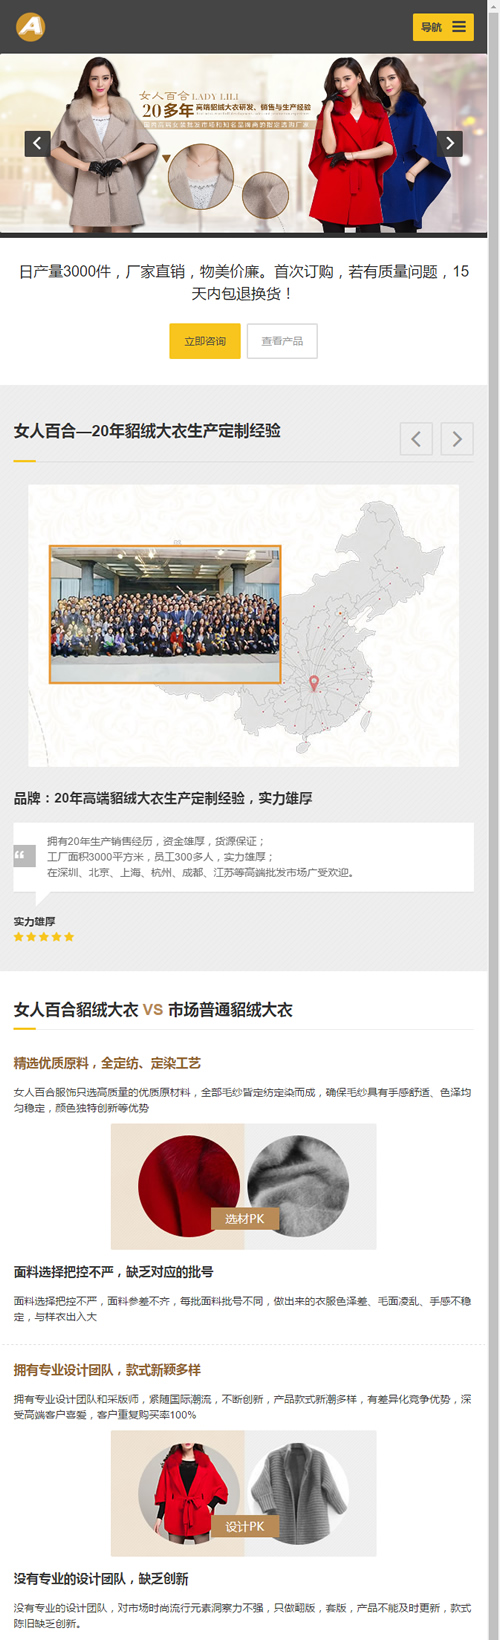 导航
女人百合 LADY LILI
20多年高端貂绒大衣研发、销售与生产经验
日产量3000件，厂家直销，物美价廉。首次订购，若有质量问题，15
天内包退换货！
立即咨询
查看产品
女人百合—20年貂绒大衣生产定制经验
品牌：20年高端貂绒大衣生产定制经验，实力雄厚
拥有20年生产销售经历，资金雄厚，货源保证；
工厂面积3000平方米，员工300多人，实力雄厚；
在深圳、北京、上海、杭州、成都、江苏等高端批发市场广受欢迎。
实力雄厚
女人百合貂绒大衣 VS 市场普通貂绒大衣
精选优质原料，全定纺、定染工艺
女人百合服饰只选高质量的优质原材料，全部毛纱皆定纺定染而成，确保毛纱具有手感舒适、色泽均
匀稳定，颜色独特创新等优势
选材PK
面料选择把控不严，缺乏对应的批号
面料选择把控不严，面料参差不齐，每批面料批号不同，做出来的衣服色泽差、毛面凌乱、手感不稳
定，与样衣出入大
拥有专业设计团队，款式新颖多样
拥有专业设计团队和采版师，紧随国际潮流，不断创新，产品款式新潮多样，有差异化竞争优势，深
受高端客户喜爱，客户重复购买率100%
设计PK
没有专业的设计团队，缺乏创新
没有专业的设计团队，对市场时尚流行元素洞察力不强，只做翻版，套版，产品不能及时更新，款式
陈旧缺乏创新。